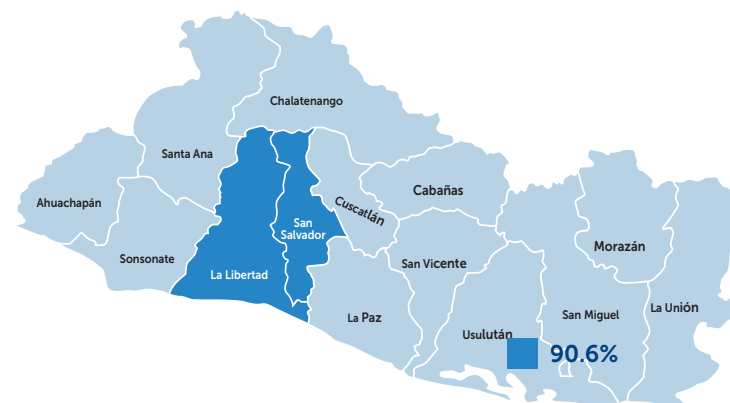 Chalatenango
Santa Ana
Cabañas
Ahuachapán
Cuscatlán
San
Salvador
Morazán
Sonsonate
San Vicente
La Libertad
La Unión
La Paz
San Miguel
Usulután
90.6%